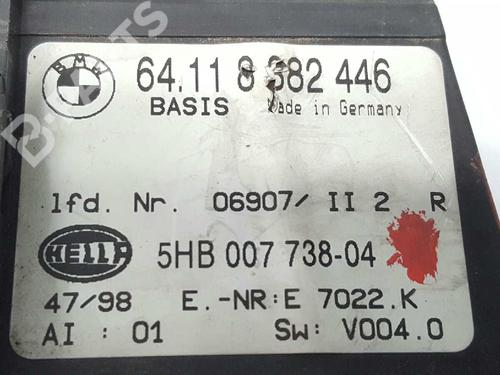 BMW
64.11 8 382 446
BASIS Made in Germany
lfd. Nr. 06907/ II 2 R
HELLA 5HB 007 738-04
47/98 E.-NR:E 7022.K
AI : 01 SW: V004.0